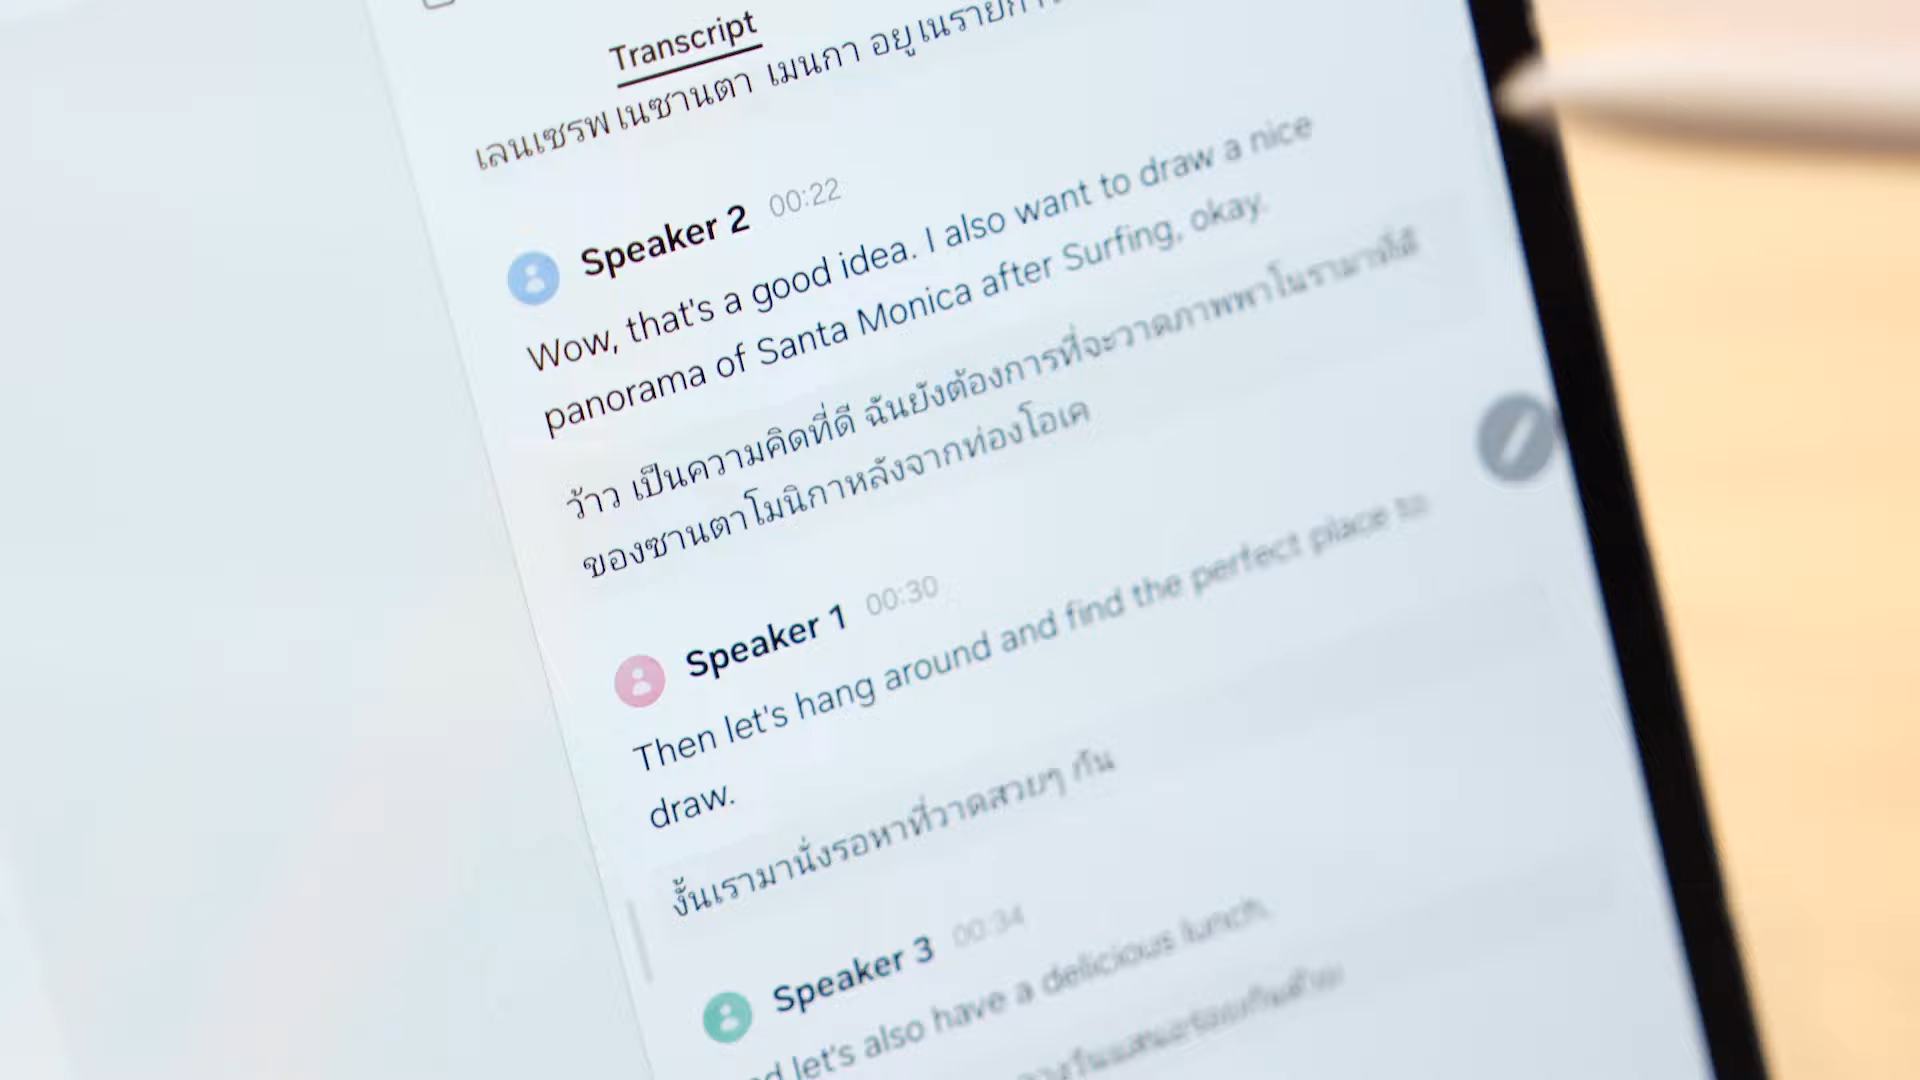 Transcript
เลนเซรฟ เนซานตา เมนกา อยู เนรายการ
Speaker 2 00:22
Wow, that's a good idea. I also want to draw a nice
panorama of Santa Monica after Surfing, okay.
ว้าว เป็นความคิดที่ดี ฉันยังต้องการที่จะวาดภาพพาโนรามาที่ดี
ของซานตาโมนิกาหลังจากท่องโอเค
Speaker 1 00:30
Then let's hang around and find the perfect place to
draw.
งั้นเรามานั่งรอหาที่วาดสวยๆ กัน
Speaker 3 00:34
let's also have a delicious lunch.